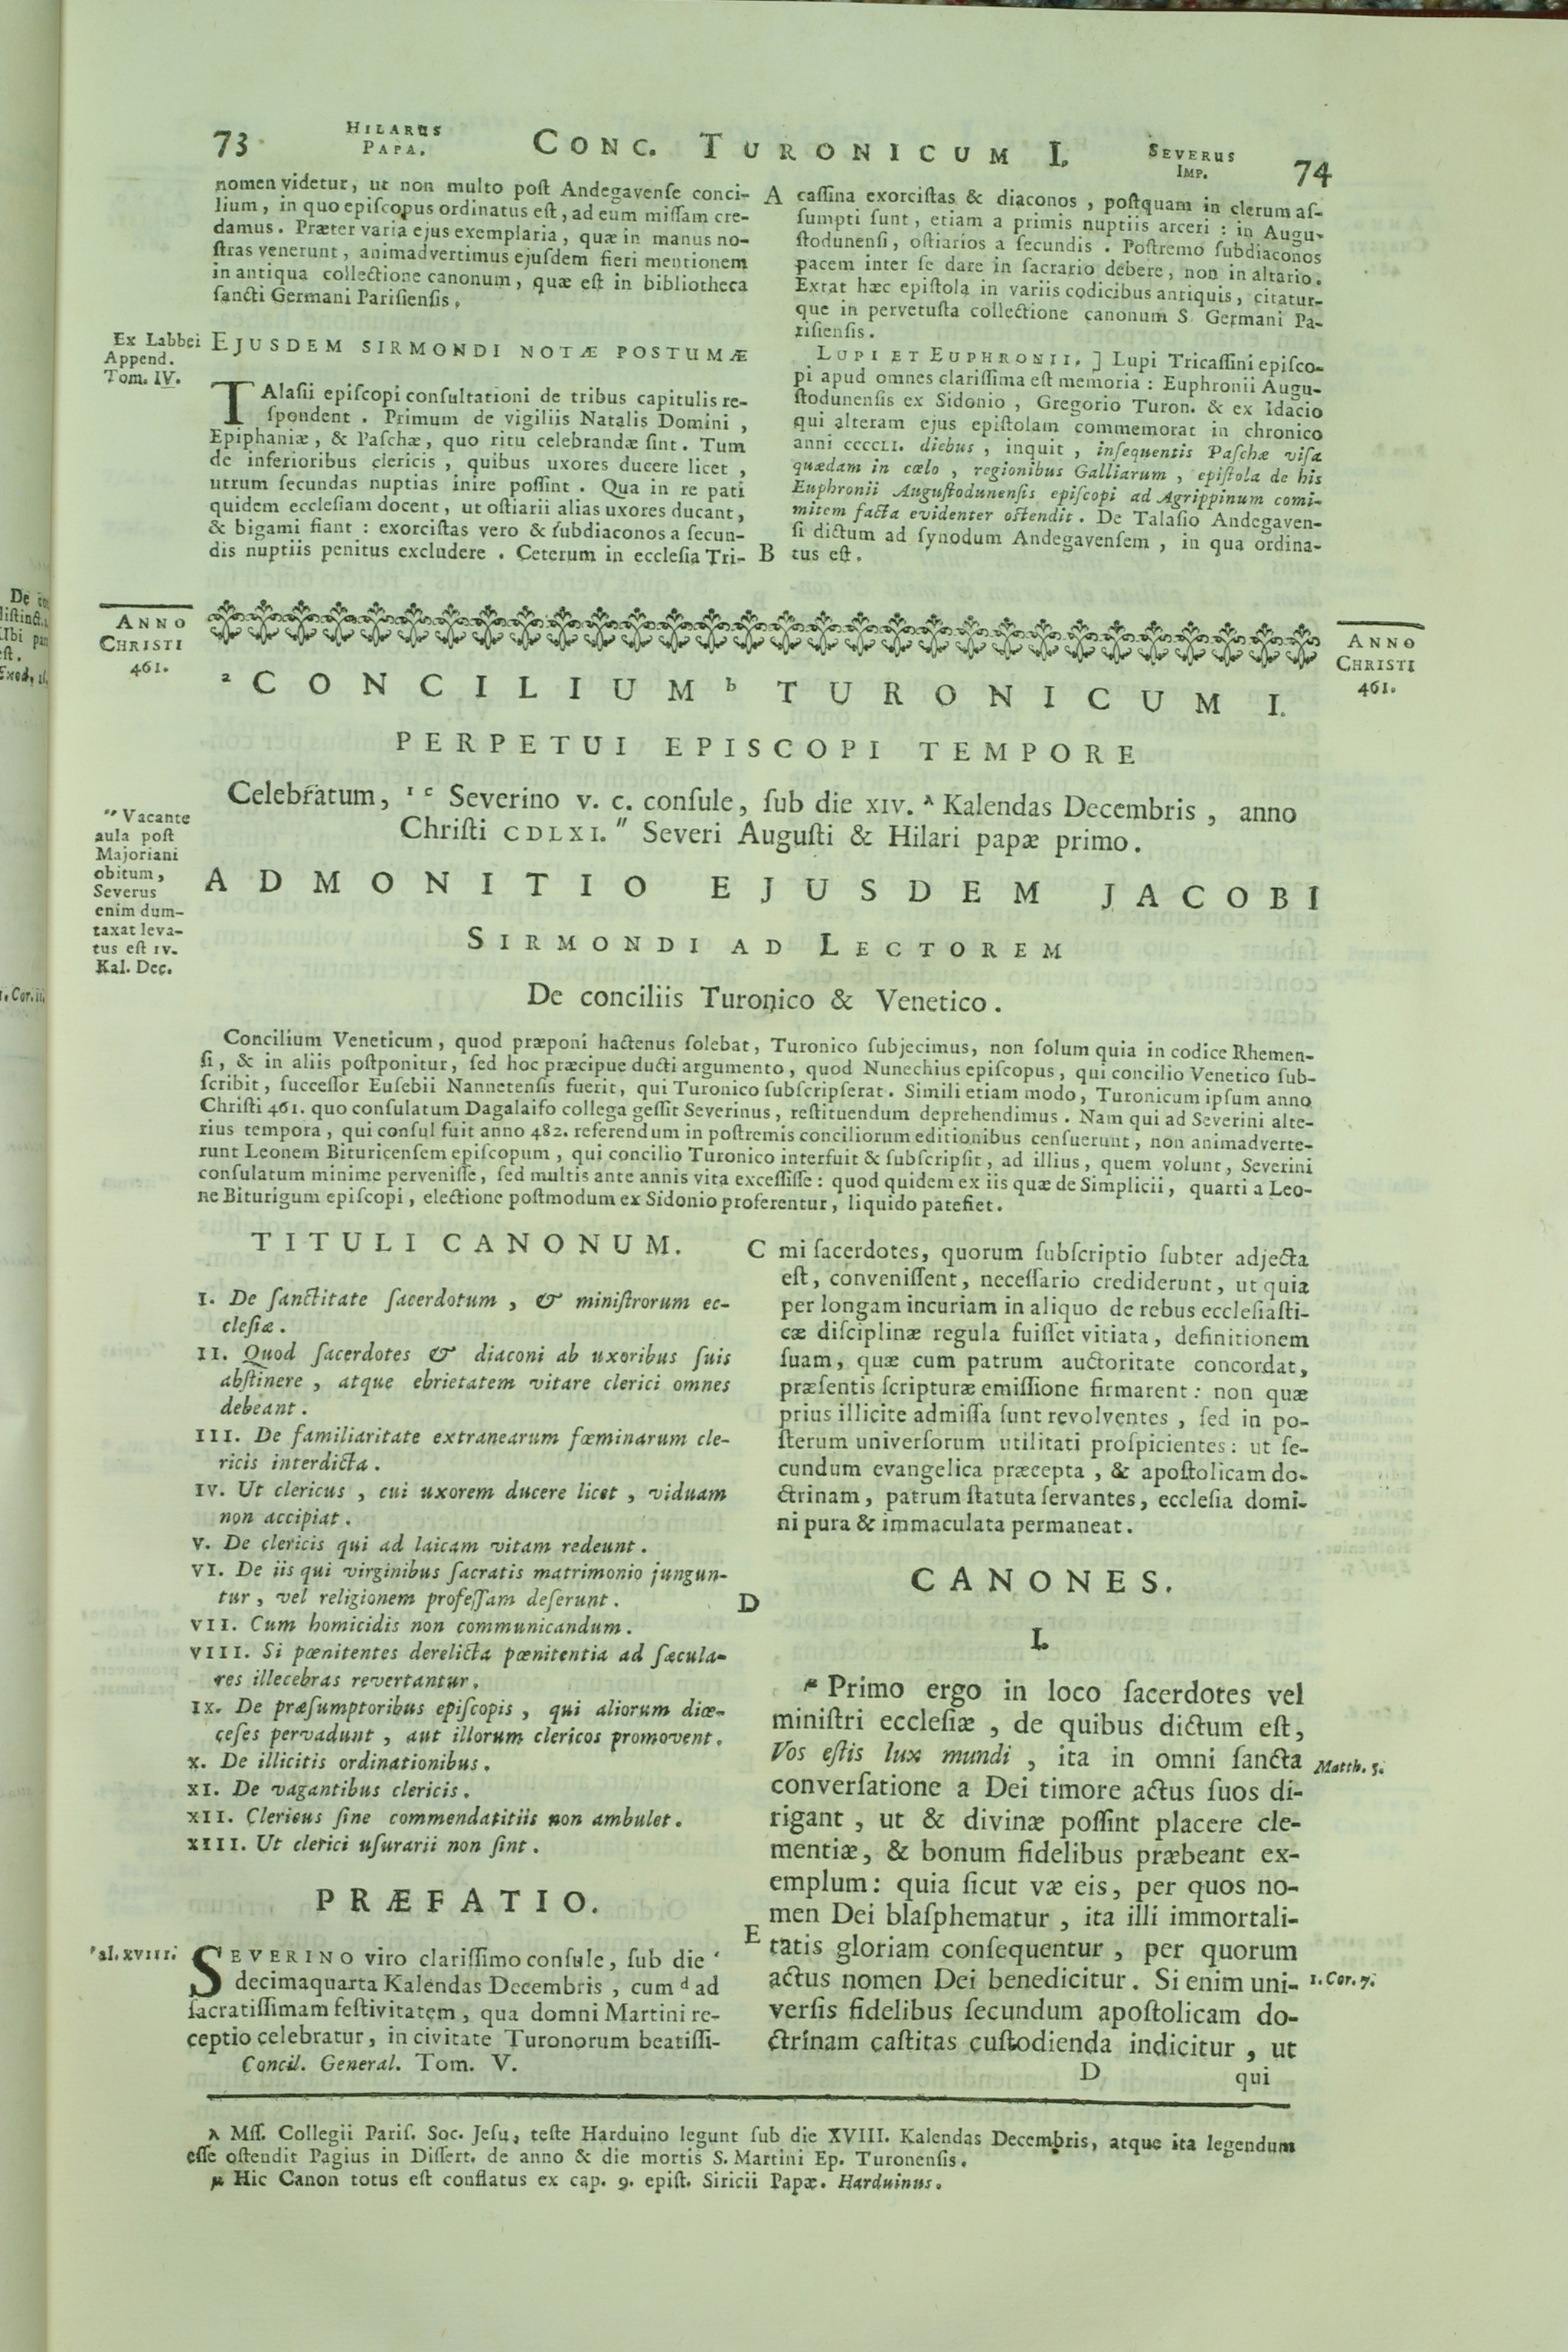 73
HILARUS
PAPA.
CONC. TURONICUM I.
SEVERUS
IMP.
74
nomen videtur, ut non multo poſt Andegavenſe conci-
lium, in quo epiſcopus ordinatus eſt, ad eum miſſam cre-
damus. Præter varia ejus exemplaria, quæ in manus no-
ſtras venerunt, animadvertimus ejuſdem fieri mentionem
in antiqua collectione canonum, quæ eſt in bibliotheca
ſancti Germani Pariſienſis.
Ex Labbei
Append.
Tom. IV.
EJUSDEM SIRMONDI NOTÆ POSTUMÆ
TAlaſii epiſcopi conſultationi de tribus capitulis re-
ſpondent. Primum de vigiliis Natalis Domini,
Epiphaniæ, & Paſchæ, quo ritu celebrandæ ſint. Tum
de inferioribus clericis, quibus uxores ducere licet,
utrum ſecundas nuptias inire poſſint. Qua in re pati
quidem eccleſiam docent, ut oſtiarii alias uxores ducant,
& bigami fiant: exorciſtas vero & ſubdiaconos a ſecun-
dis nuptiis penitus excludere. Ceterum in eccleſia Tri-
A
caſſina exorciſtas & diaconos, poſtquam in clerum aſ-
ſumpti ſunt, etiam a primis nuptiis arceri: in Augu-
ſtodunenſi, oſtiarios a ſecundis. Poſtremo ſubdiaconos
pacem inter ſe dare in ſacrario debere, non in altario.
Extat hæc epiſtola in variis codicibus antiquis, citatur-
que in pervetuſta collectione canonum S. Germani Pa-
riſienſis.
LUPI ET EUPHRONII. ] Lupi Tricaſſini epiſco-
pi apud omnes clariſſima eſt memoria: Euphronii Augu-
ſtodunenſis ex Sidonio, Gregorio Turon. & ex Idacio
qui alteram ejus epiſtolam commemorat in chronico
anni CCCCLI. diebus, inquit, inſequentis Paſchæ viſa
quædam in cœlo, regionibus Galliarum, epiſtola de his
Euphronii Auguſtodunenſis epiſcopi ad Agrippinum comi-
mitem facta evidenter oſtendit. De Talaſio Andegaven-
ſi dictum ad ſynodum Andegavenſem, in qua ordina-
B tus eſt.
ANNO
CHRISTI
461.
ANNO
CHRISTI
461.
ᵃ CONCILIUM ᵇ TURONICUM I.
PERPETUI EPISCOPI TEMPORE
Celebratum, ¹ ᶜ Severino v. c. conſule, ſub die XIV. ᵏ Kalendas Decembris, anno
Chriſti CDLXI. " Severi Auguſti & Hilari papæ primo.
" Vacante
aula poſt
Majoriani
obitum,
Severus
enim dum-
taxat leva-
tus eſt IV.
Kal. Dec.
ADMONITIO EJUSDEM JACOBI
SIRMONDI AD LECTOREM
De conciliis Turonico & Venetico.
Concilium Veneticum, quod præponi hactenus ſolebat, Turonico ſubjecimus, non ſolum quia in codice Rhemen-
ſi, & in aliis poſtponitur, ſed hoc præcipue ducti argumento, quod Nunechius epiſcopus, qui concilio Venetico ſub-
ſcribit, ſucceſſor Euſebii Nannetenſis fuerit, qui Turonico ſubſcripſerat. Simili etiam modo, Turonicum ipſum anno
Chriſti 461. quo conſulatum Dagalaifo collega geſſit Severinus, reſtituendum deprehendimus. Nam qui ad Severini alte-
rius tempora, qui conſul fuit anno 482. referendum in poſtremis conciliorum editionibus cenſuerunt, non animadverte-
runt Leonem Bituricenſem epiſcopum, qui concilio Turonico interfuit & ſubſcripſit, ad illius, quem volunt, Severini
conſulatum minime perveniſſe, ſed multis ante annis vita exceſſiſſe: quod quidem ex iis quæ de Simplicii, quarti a Leo-
ne Biturigum epiſcopi, electione poſtmodum ex Sidonio proferentur, liquido patefiet.
TITULI CANONUM.
I. De ſanctitate ſacerdotum, & miniſtrorum ec-
cleſiæ.
II. Quod ſacerdotes & diaconi ab uxoribus ſuis
abſtinere, atque ebrietatem vitare clerici omnes
debeant.
III. De familiaritate extranearum fœminarum cle-
ricis interdicta.
IV. Ut clericus, cui uxorem ducere licet, viduam
non accipiat.
V. De clericis qui ad laicam vitam redeunt.
VI. De iis qui virginibus ſacratis matrimonio jungun-
tur, vel religionem profeſſam deſerunt.
VII. Cum homicidis non communicandum.
VIII. Si pœnitentes derelicta pœnitentia ad ſæcula-
res illecebras revertantur.
IX. De præſumptoribus epiſcopis, qui aliorum diœ-
ceſes pervadunt, aut illorum clericos promovent.
X. De illicitis ordinationibus.
XI. De vagantibus clericis.
XII. Clericus ſine commendatitiis non ambulet.
XIII. Ut clerici uſurarii non ſint.
PRÆFATIO.
' al. XVIII.
SEVERINO viro clariſſimo conſule, ſub die '
decimaquarta Kalendas Decembris, cum ᵈ ad
ſacratiſſimam feſtivitatem, qua domni Martini re-
ceptio celebratur, in civitate Turonorum beatiſſi-
Concil. General. Tom. V.
C mi ſacerdotes, quorum ſubſcriptio ſubter adjecta
eſt, conveniſſent, neceſſario crediderunt, ut quia
per longam incuriam in aliquo de rebus eccleſiaſti-
cæ diſciplinæ regula fuiſſet vitiata, definitionem
ſuam, quæ cum patrum auctoritate concordat,
præſentis ſcripturæ emiſſione firmarent: non quæ
prius illicite admiſſa ſunt revolventes, ſed in po-
ſterum univerſorum utilitati proſpicientes: ut ſe-
cundum evangelica præcepta, & apoſtolicam do-
ctrinam, patrum ſtatuta ſervantes, eccleſia domi-
ni pura & immaculata permaneat.
CANONES.
D
I.
μ Primo ergo in loco ſacerdotes vel
miniſtri eccleſiæ, de quibus dictum eſt,
Vos eſtis lux mundi, ita in omni ſancta
Matth. 5.
converſatione a Dei timore actus ſuos di-
rigant, ut & divinæ poſſint placere cle-
mentiæ, & bonum fidelibus præbeant ex-
emplum: quia ſicut væ eis, per quos no-
men Dei blaſphematur, ita illi immortali-
E tatis gloriam conſequentur, per quorum
actus nomen Dei benedicitur. Si enim uni-
1. Cor. 7.
verſis fidelibus ſecundum apoſtolicam do-
ctrinam caſtitas cuſtodienda indicitur, ut
D
qui
λ Mſſ. Collegii Pariſ. Soc. Jeſu, teſte Harduino legunt ſub die XVIII. Kalendas Decembris, atque ita legendum
eſſe oſtendit Pagius in Diſſert. de anno & die mortis S. Martini Ep. Turonenſis.
μ Hic Canon totus eſt conflatus ex cap. 9. epiſt. Siricii Papæ. Harduinus.